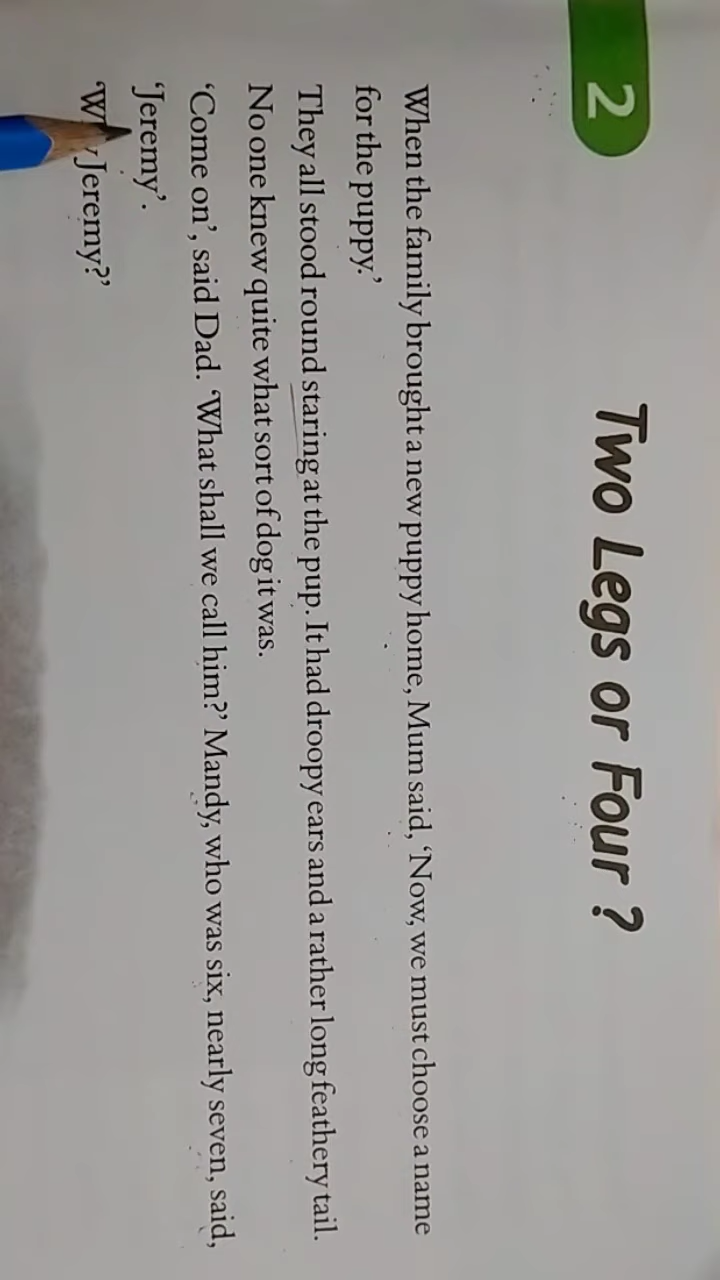 2
Two Legs or Four ?
When the family brought a new puppy home, Mum said, ‘Now, we must choose a name
for the puppy.’
They all stood round staring at the pup. It had droopy ears and a rather long feathery tail.
No one knew quite what sort of dog it was.
‘Come on’, said Dad. ‘What shall we call him?’ Mandy, who was six, nearly seven, said,
‘Jeremy’.
Jeremy?’